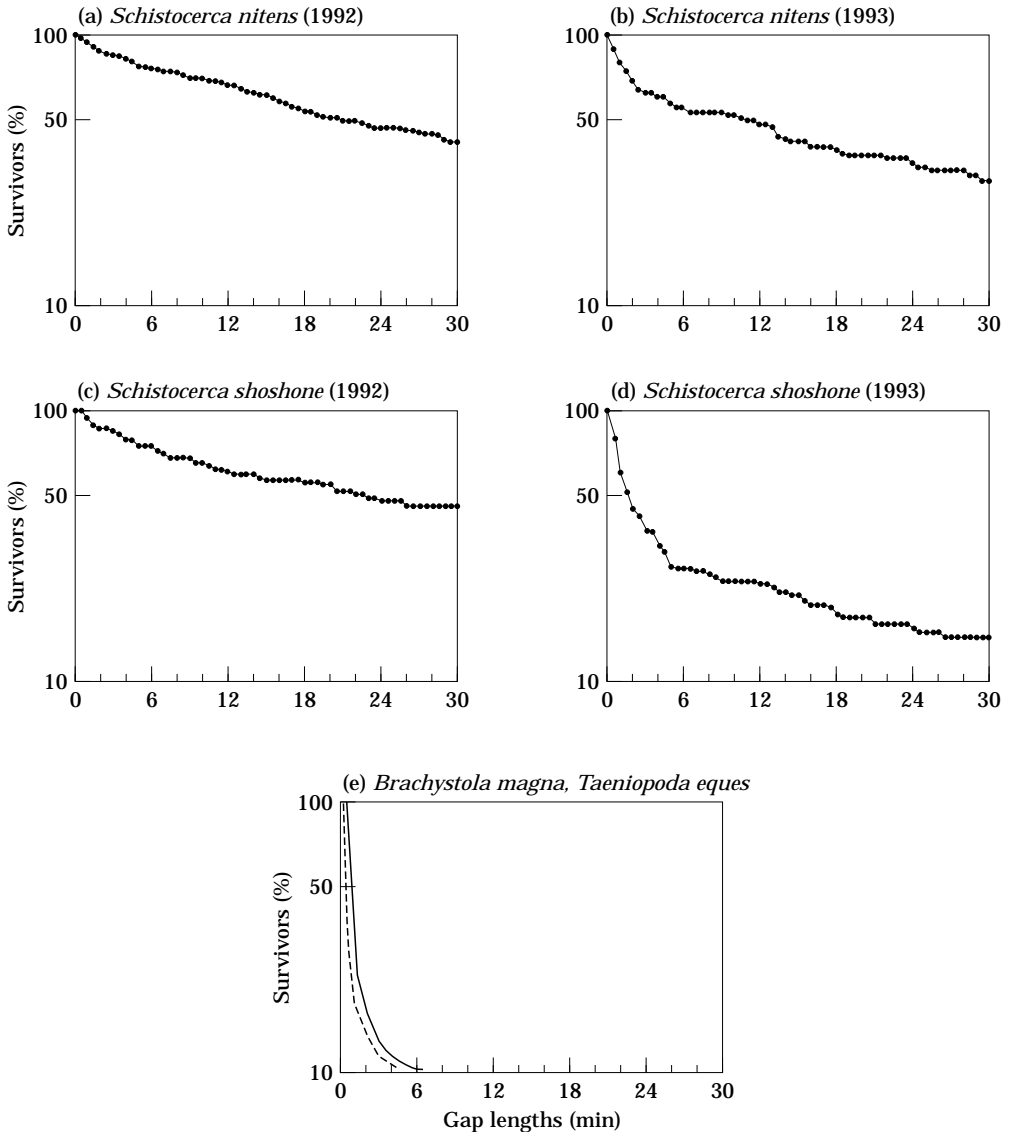 (a) Schistocerca nitens (1992)
100
50
10
Survivors (%)
0 6 12 18 24 30
(b) Schistocerca nitens (1993)
100
50
10
0 6 12 18 24 30
(c) Schistocerca shoshone (1992)
100
50
10
Survivors (%)
0 6 12 18 24 30
(d) Schistocerca shoshone (1993)
100
50
10
0 6 12 18 24 30
(e) Brachystola magna, Taeniopoda eques
100
50
10
Survivors (%)
0 6 12 18 24 30
Gap lengths (min)